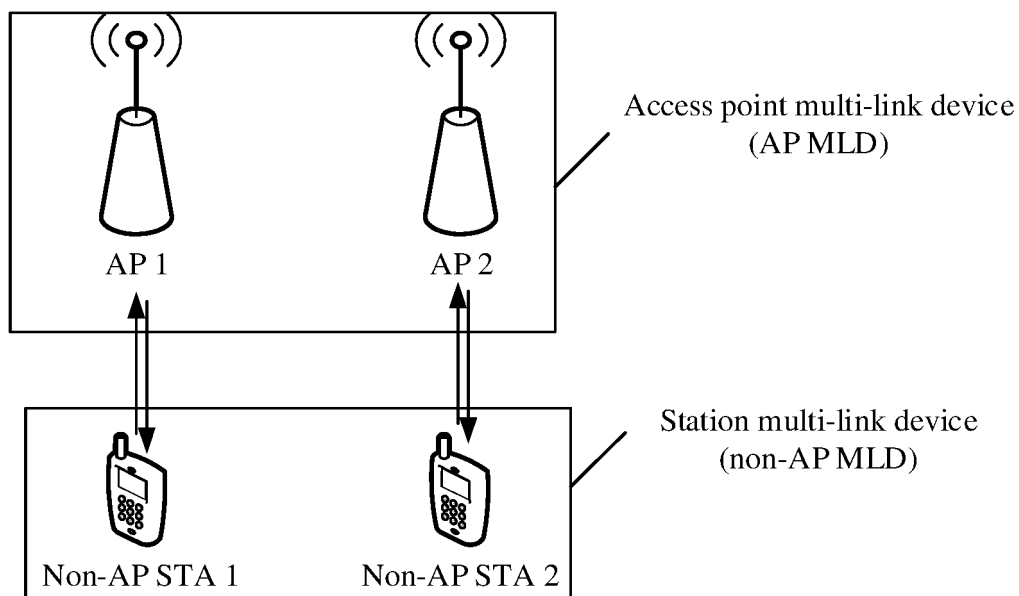 Access point multi-link device
(AP MLD)
AP 1
AP 2
Station multi-link device
(non-AP MLD)
Non-AP STA 1
Non-AP STA 2